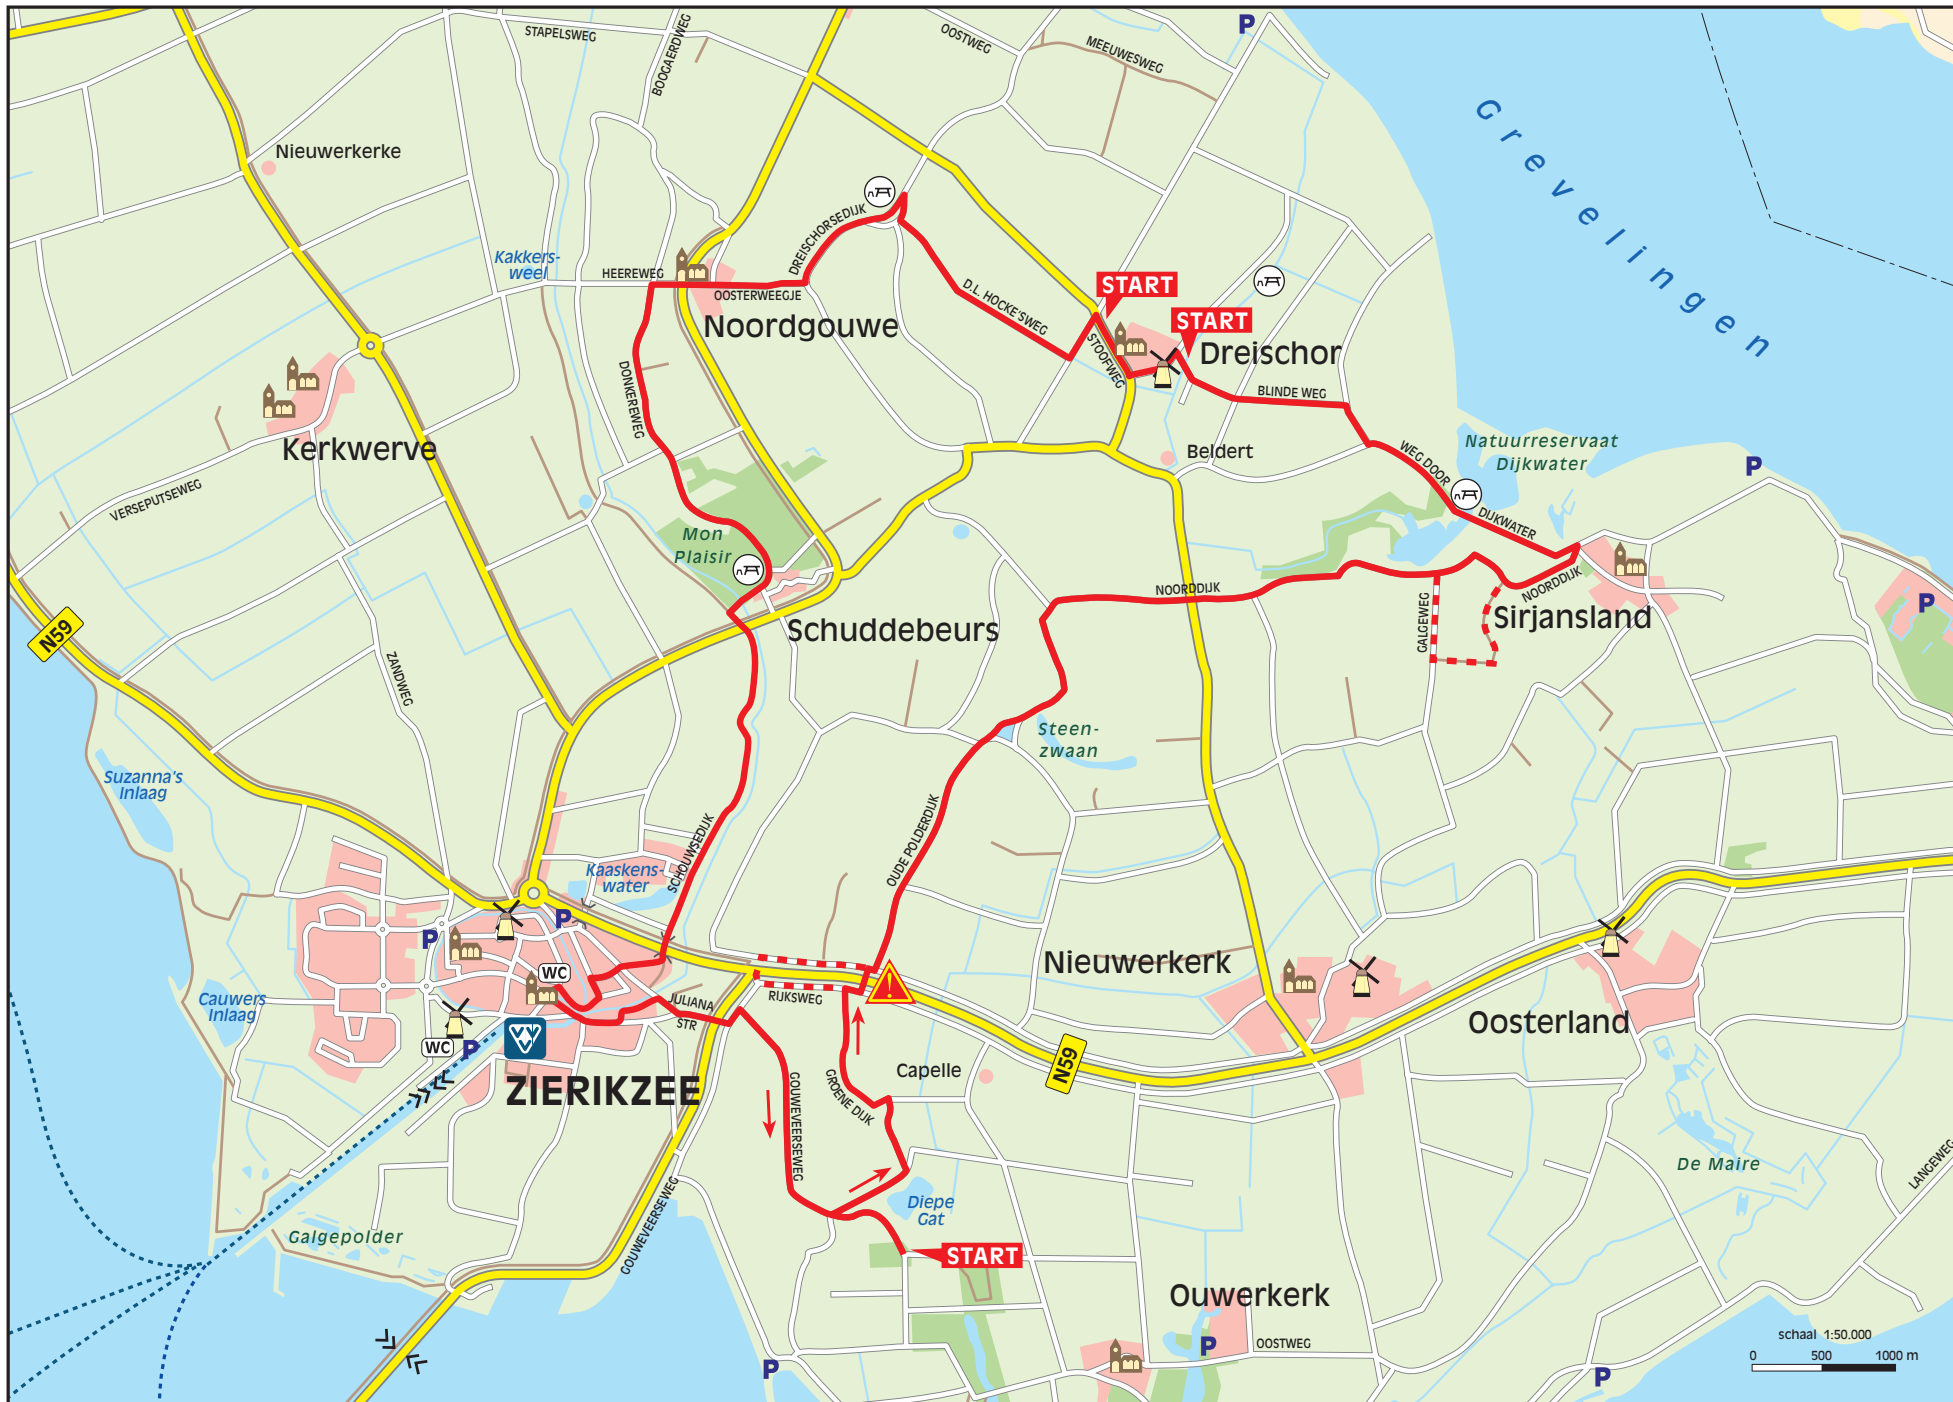 STAPELSWEG
BOOGAERDWEG
OOSTWEG
MEEUWESWEG
P
Grevelingen
Nieuwerkerke
Kakkers-
weel
HEEREWEG
OOSTERWEEGJE
DREISCHORSEDIJK
Noordgouwe
D.L. HOCKESWEG
START
START
STOOFWEG
Dreischor
BLINDE WEG
DONKEREWEG
Kerkwerve
VERSEPUTSEWEG
Beldert
WEG DOOR
DIJKWATER
Natuurreservaat
Dijkwater
P
Mon
Plaisir
NOORDDIJK
NOORDDIJK
GALGEWEG
Sirjansland
P
Schuddebeurs
N59
ZANDWEG
Steen-
zwaan
Suzanna's
Inlaag
SCHOUWSEDIJK
OUDE POLDERDIJK
Kaaskens-
water
P
P
WC
Cauwers
Inlaag
JULIANA
STR
RIJKSWEG
!
Nieuwerkerk
Oosterland
WC
P
VVV
ZIERIKZEE
GOUWEVEERSEWEG
GROENE DIJK
Capelle
N59
De Maire
LANGEWEG
Diepe
Gat
Galgepolder
GOUWEVEERSEWEG
START
Ouwerkerk
P
OOSTWEG
P
P
schaal 1:50.000
0 500 1000 m